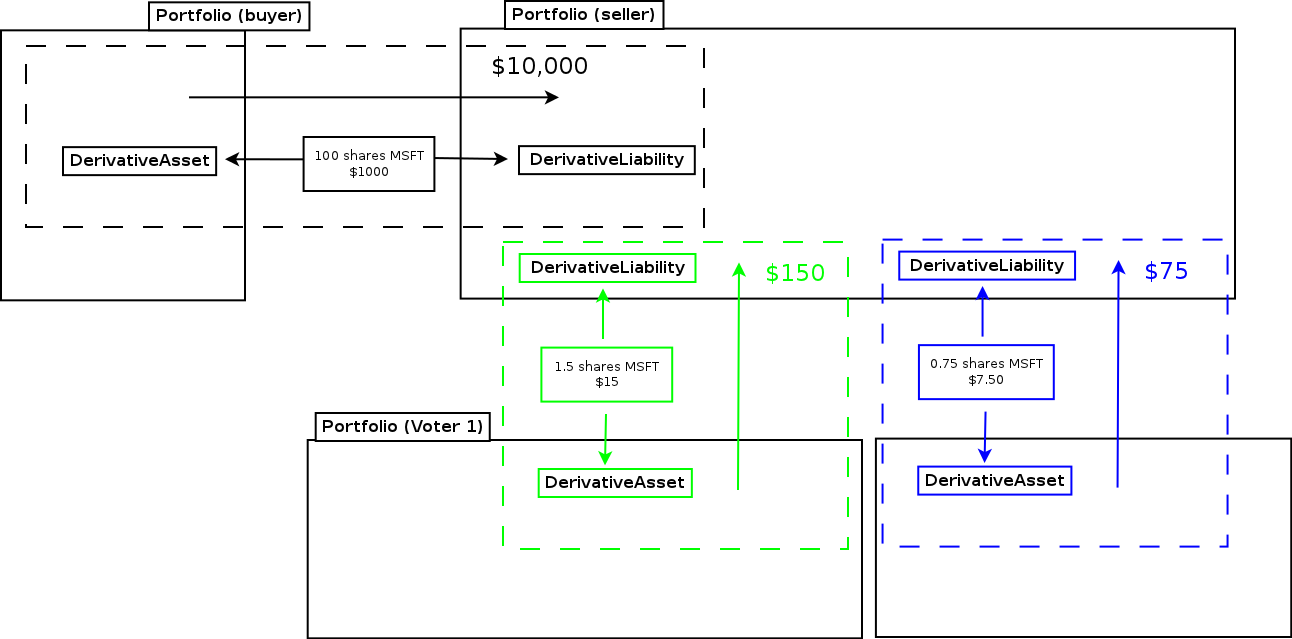 Portfolio (buyer)
Portfolio (seller)
$10,000
DerivativeAsset
100 shares MSFT
$1000
DerivativeLiability
DerivativeLiability
$150
DerivativeLiability
$75
1.5 shares MSFT
$15
0.75 shares MSFT
$7.50
Portfolio (Voter 1)
DerivativeAsset
DerivativeAsset